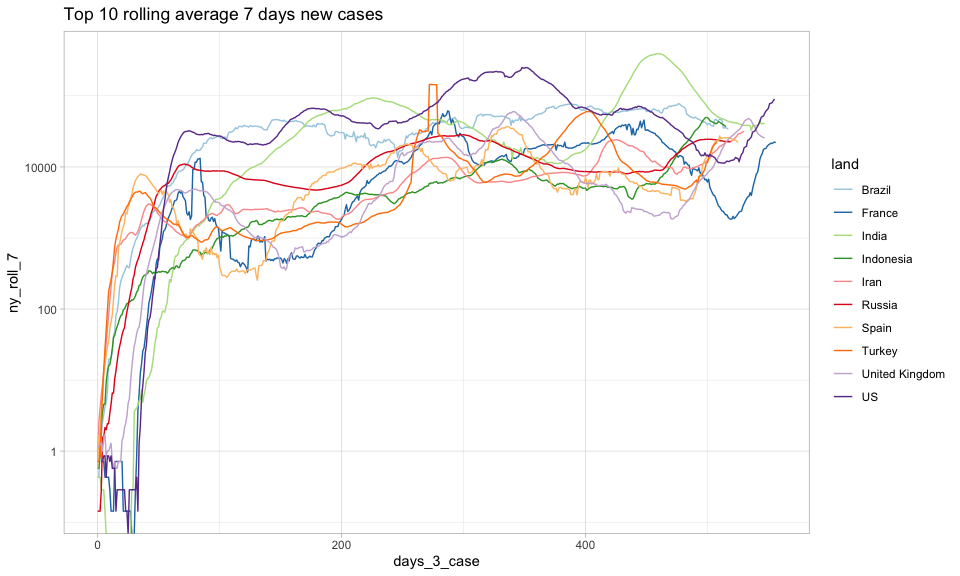 Top 10 rolling average 7 days new cases
ny_roll_7
10000
100
1
0
200
400
days_3_case
land
Brazil
France
India
Indonesia
Iran
Russia
Spain
Turkey
United Kingdom
US